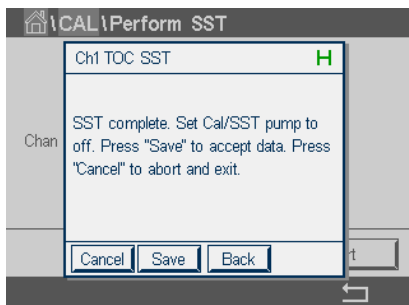 \CAL\Perform SST
Ch1 TOC SST H
SST complete. Set Cal/SST pump to
Chan
off. Press "Save" to accept data. Press
"Cancel" to abort and exit.
Cancel Save Back
t